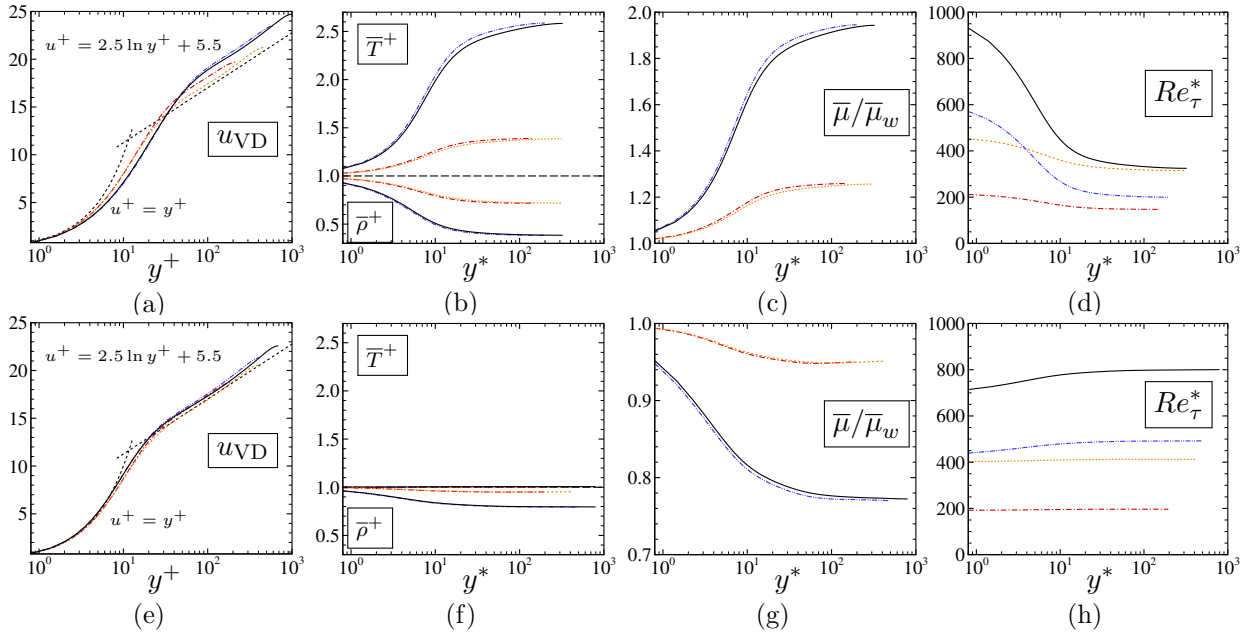 25
20
15
10
5
u^+ = 2.5 ln y^+ + 5.5
u_VD
u^+ = y^+
10^0 10^1 10^2 10^3
y^+
(a)
2.5
2.0
1.5
1.0
0.5
T̅^+
ρ̅^+
10^0 10^1 10^2 10^3
y^*
(b)
2.0
1.8
1.6
1.4
1.2
1.0
μ̅/μ̅_w
10^0 10^1 10^2 10^3
y^*
(c)
1000
800
600
400
200
0
Re_τ^*
10^0 10^1 10^2 10^3
y^*
(d)
25
20
15
10
5
u^+ = 2.5 ln y^+ + 5.5
u_VD
u^+ = y^+
10^0 10^1 10^2 10^3
y^+
(e)
2.5
2.0
1.5
1.0
0.5
T̅^+
ρ̅^+
10^0 10^1 10^2 10^3
y^*
(f)
1.0
0.9
0.8
0.7
μ̅/μ̅_w
10^0 10^1 10^2 10^3
y^*
(g)
1000
800
600
400
200
0
Re_τ^*
10^0 10^1 10^2 10^3
y^*
(h)